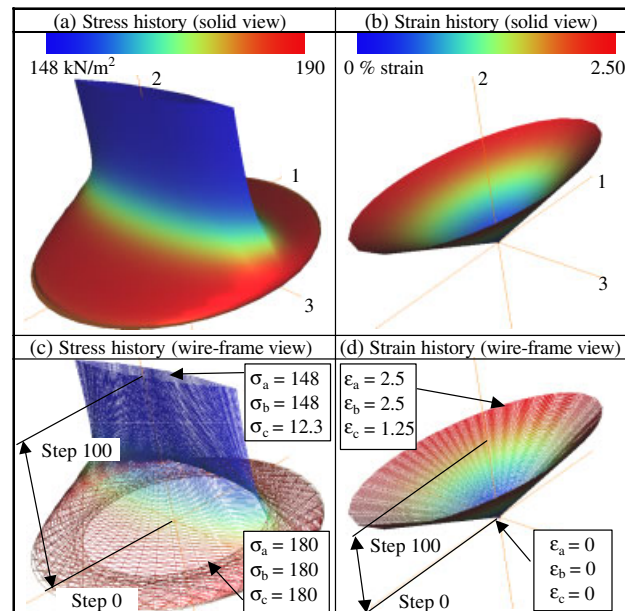 (a) Stress history (solid view)
148 kN/m² 190
2
1
3
(b) Strain history (solid view)
0 % strain 2.50
2
1
3
(c) Stress history (wire-frame view)
σa = 148
σb = 148
σc = 12.3
Step 100
σa = 180
σb = 180
σc = 180
Step 0
(d) Strain history (wire-frame view)
εa = 2.5
εb = 2.5
εc = 1.25
Step 100
εa = 0
εb = 0
εc = 0
Step 0